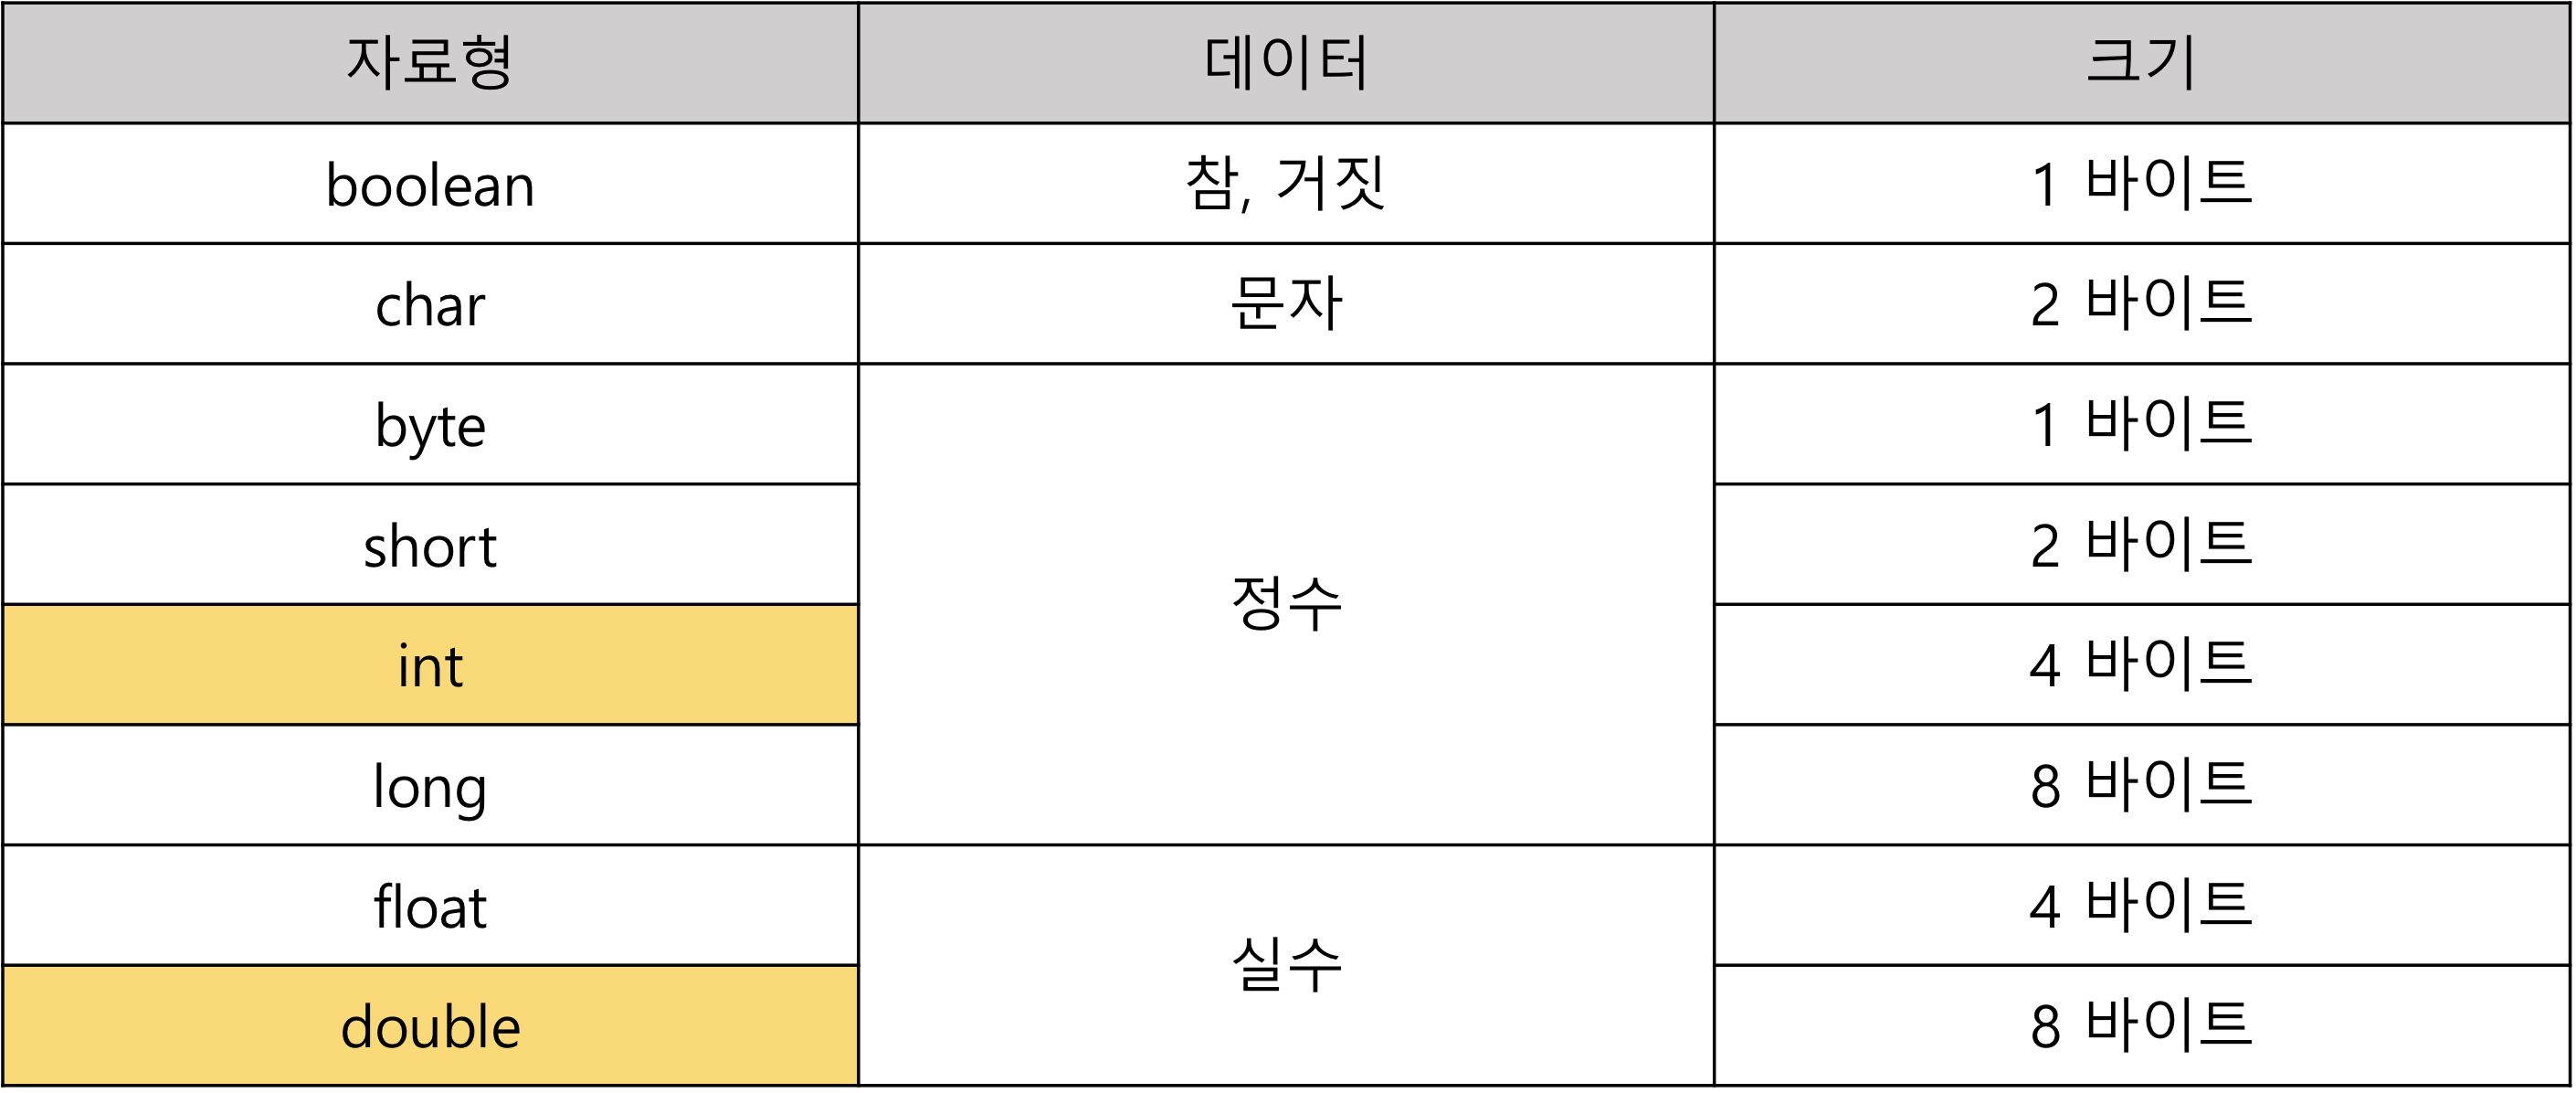 자료형 데이터 크기
boolean 참, 거짓 1 바이트
char 문자 2 바이트
byte 정수 1 바이트
short 2 바이트
int 4 바이트
long 8 바이트
float 실수 4 바이트
double 8 바이트